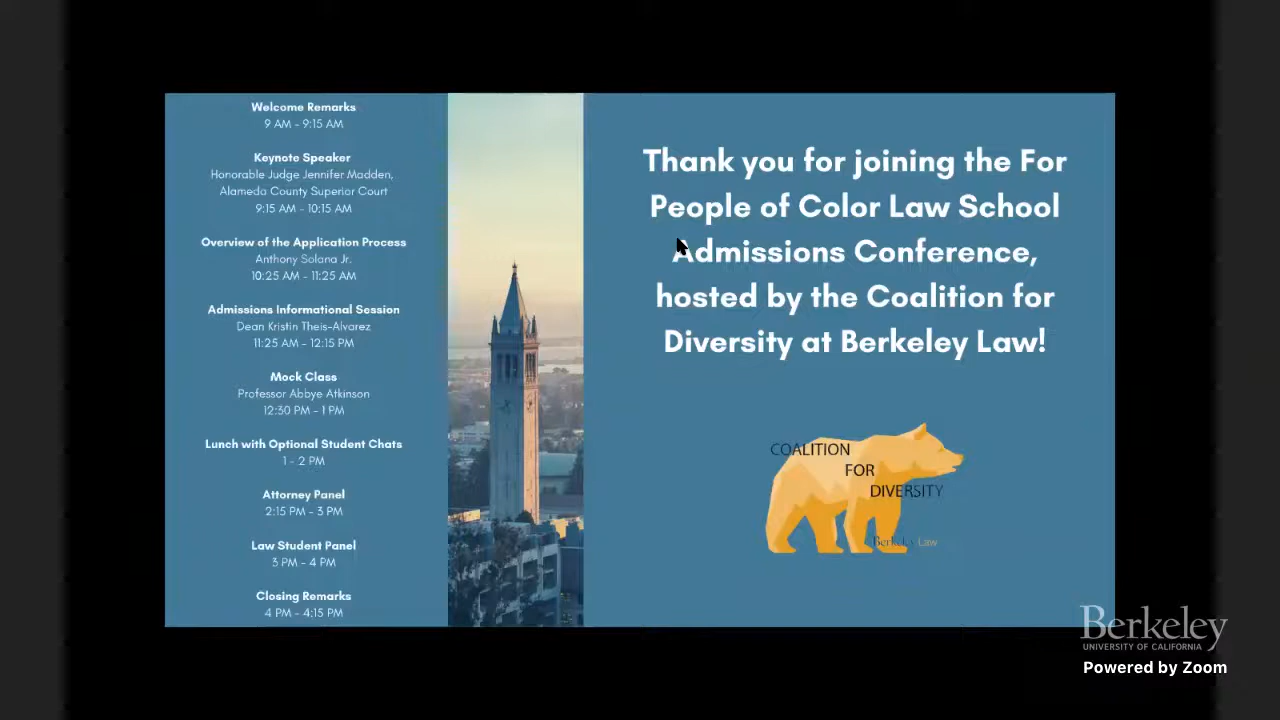 Welcome Remarks
9 AM - 9:15 AM
Keynote Speaker
Honorable Judge Jennifer Madden,
Alameda County Superior Court
9:15 AM - 10:15 AM
Overview of the Application Process
Anthony Solana Jr.
10:25 AM - 11:25 AM
Admissions Informational Session
Dean Kristin Theis-Alvarez
11:25 AM - 12:15 PM
Mock Class
Professor Abbye Atkinson
12:30 PM - 1 PM
Lunch with Optional Student Chats
1 - 2 PM
Attorney Panel
2:15 PM - 3 PM
Law Student Panel
3 PM - 4 PM
Closing Remarks
4 PM - 4:15 PM
Thank you for joining the For
People of Color Law School
Admissions Conference,
hosted by the Coalition for
Diversity at Berkeley Law!
COALITION
FOR
DIVERSITY
Berkeley Law
Berkeley
UNIVERSITY OF CALIFORNIA
Powered by Zoom